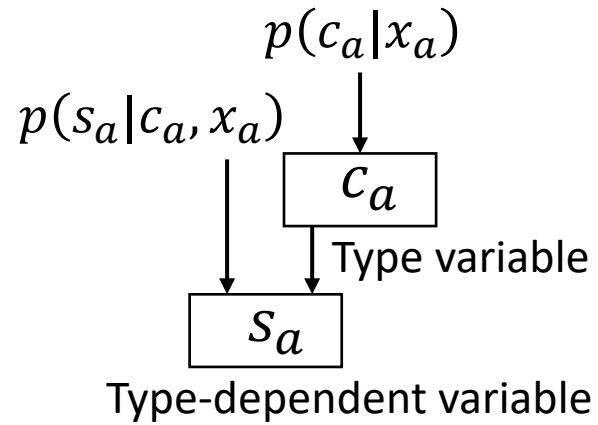 p(c_a|x_a)
p(s_a|c_a, x_a)
c_a
Type variable
s_a
Type-dependent variable